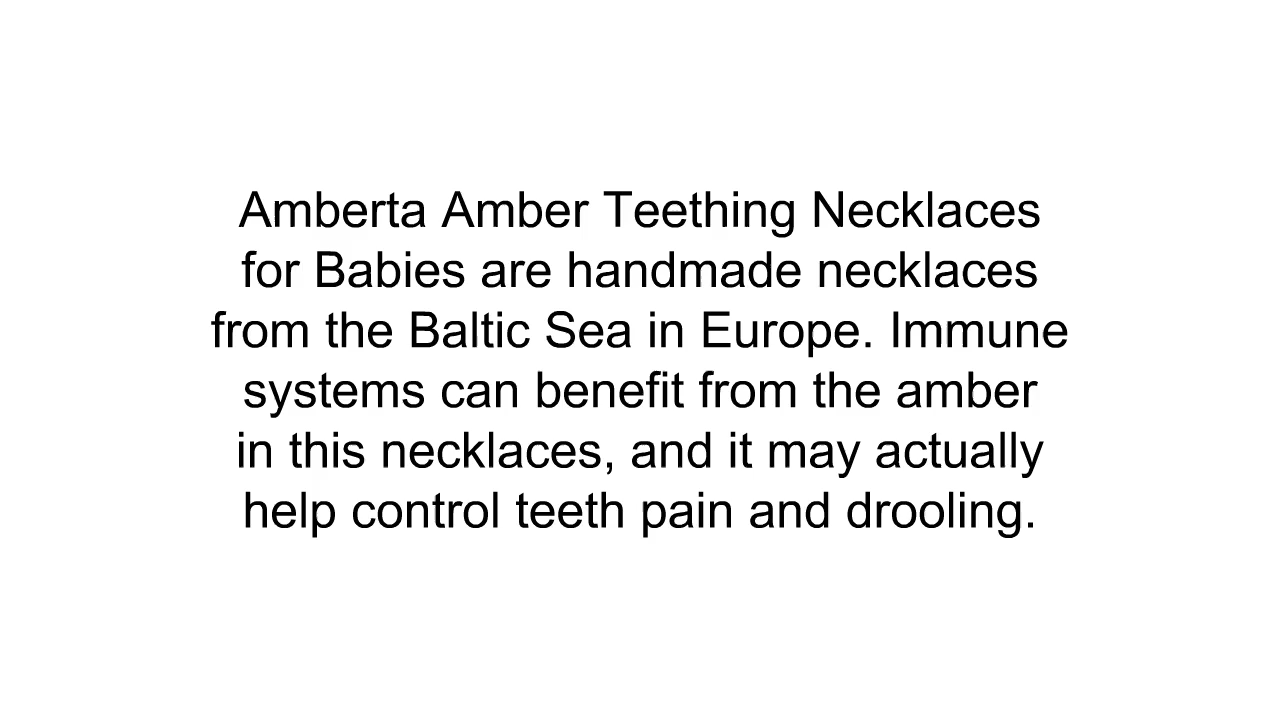 Amberta Amber Teething Necklaces
for Babies are handmade necklaces
from the Baltic Sea in Europe. Immune
systems can benefit from the amber
in this necklaces, and it may actually
help control teeth pain and drooling.